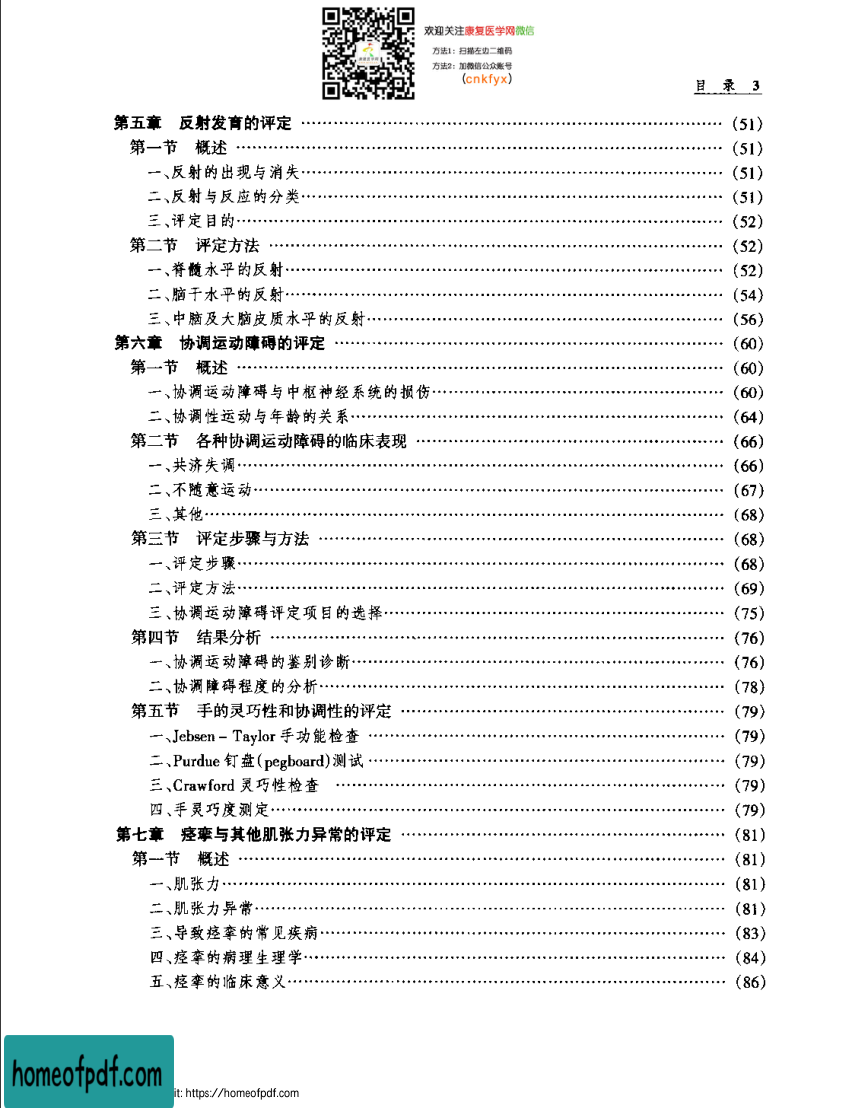 欢迎关注康复医学网微信
方法1：扫描左边二维码
方法2：加微信公众账号
(cnkfyx)
目 录 3
第五章 反射发育的评定 ……………………………… (51)
第一节 概述 ……………………………… (51)
一、反射的出现与消失……………………………… (51)
二、反射与反应的分类……………………………… (51)
三、评定目的……………………………… (52)
第二节 评定方法 ……………………………… (52)
一、脊髓水平的反射……………………………… (52)
二、脑干水平的反射……………………………… (54)
三、中脑及大脑皮质水平的反射……………………………… (56)
第六章 协调运动障碍的评定 ……………………………… (60)
第一节 概述 ……………………………… (60)
一、协调运动障碍与中枢神经系统的损伤……………………………… (60)
二、协调性运动与年龄的关系……………………………… (64)
第二节 各种协调运动障碍的临床表现 ……………………………… (66)
一、共济失调……………………………… (66)
二、不随意运动……………………………… (67)
三、其他……………………………… (68)
第三节 评定步骤与方法 ……………………………… (68)
一、评定步骤……………………………… (68)
二、评定方法……………………………… (69)
三、协调运动障碍评定项目的选择……………………………… (75)
第四节 结果分析 ……………………………… (76)
一、协调运动障碍的鉴别诊断……………………………… (76)
二、协调障碍程度的分析……………………………… (78)
第五节 手的灵巧性和协调性的评定 ……………………………… (79)
一、Jebsen – Taylor 手功能检查 ……………………………… (79)
二、Purdue 钉盘(pegboard)测试 ……………………………… (79)
三、Crawford 灵巧性检查 ……………………………… (79)
四、手灵巧度测定……………………………… (79)
第七章 痉挛与其他肌张力异常的评定 ……………………………… (81)
第一节 概述 ……………………………… (81)
一、肌张力……………………………… (81)
二、肌张力异常……………………………… (81)
三、导致痉挛的常见疾病……………………………… (83)
四、痉挛的病理生理学……………………………… (84)
五、痉挛的临床意义……………………………… (86)
homeofpdf.com
it: https://homeofpdf.com